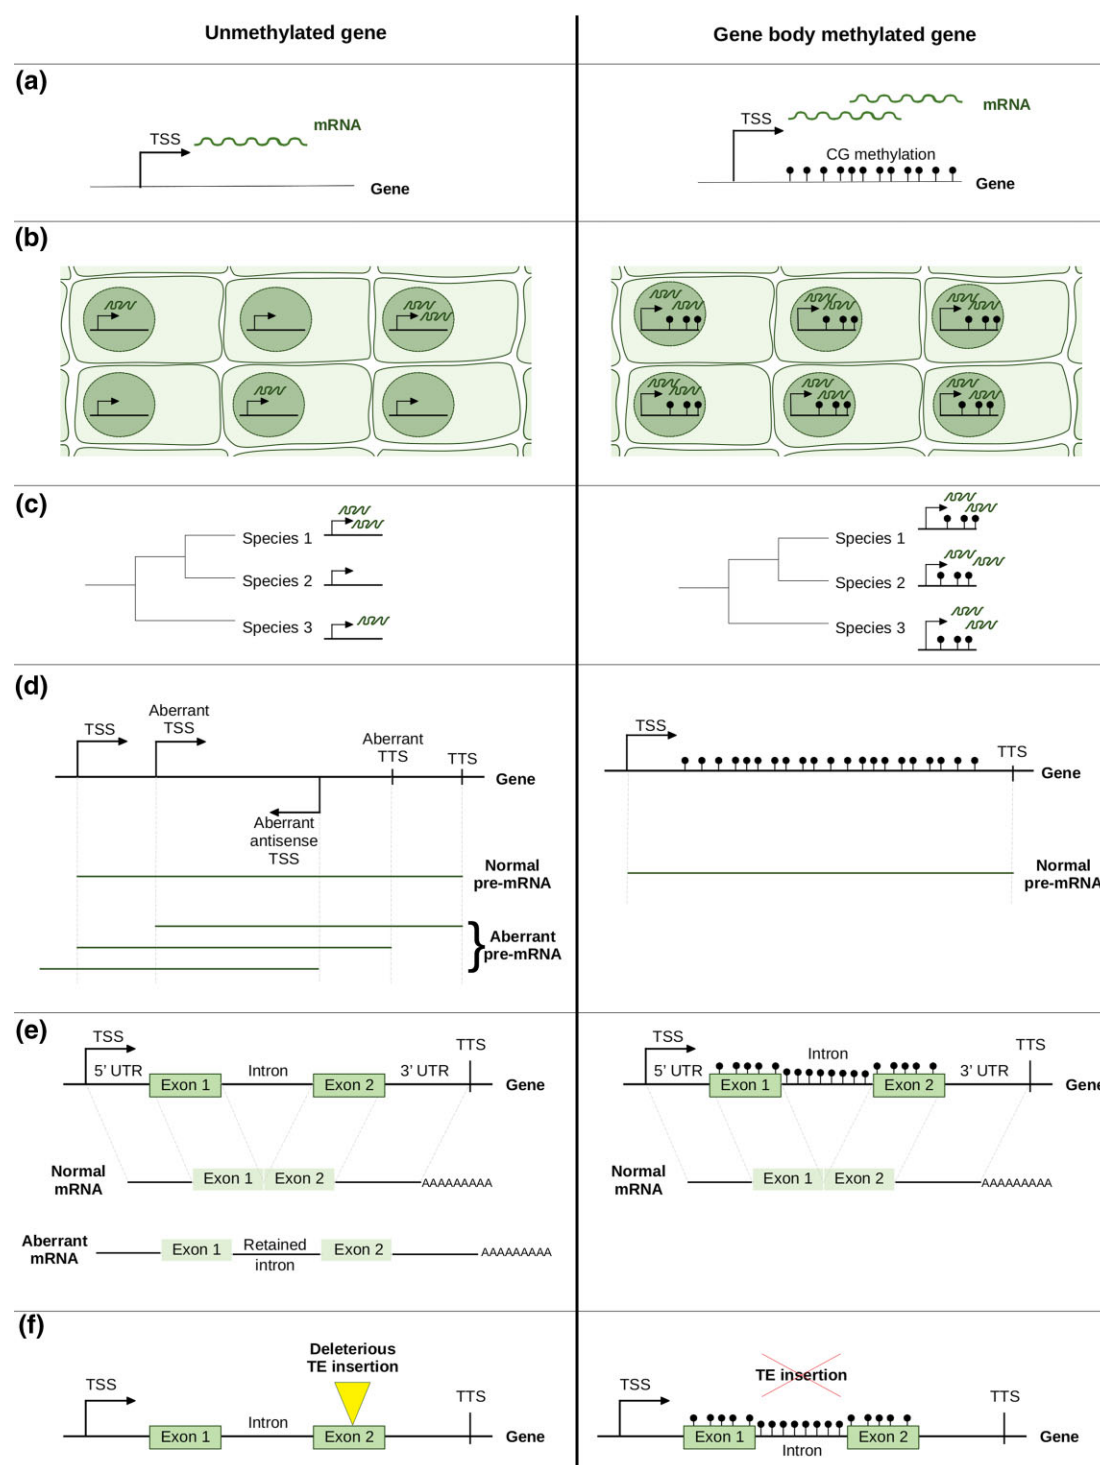 Unmethylated gene
Gene body methylated gene
(a)
TSS
mRNA
Gene
TSS
mRNA
CG methylation
Gene
(b)
(c)
Species 1
Species 2
Species 3
Species 1
Species 2
Species 3
(d)
TSS
Aberrant
TSS
Aberrant
TTS
TTS
Gene
Aberrant
antisense
TSS
Normal
pre-mRNA
Aberrant
pre-mRNA
TSS
TTS
Gene
Normal
pre-mRNA
(e)
TSS
5' UTR
Exon 1
Intron
Exon 2
3' UTR
TTS
Gene
Normal
mRNA
Exon 1
Exon 2
AAAAAAAAA
Aberrant
mRNA
Exon 1
Retained
intron
Exon 2
AAAAAAAAA
TSS
5' UTR
Exon 1
Intron
Exon 2
3' UTR
TTS
Gene
Normal
mRNA
Exon 1
Exon 2
AAAAAAAAA
(f)
Deleterious
TE insertion
TSS
Exon 1
Intron
Exon 2
TTS
Gene
TE insertion
TSS
Exon 1
Intron
Exon 2
TTS
Gene